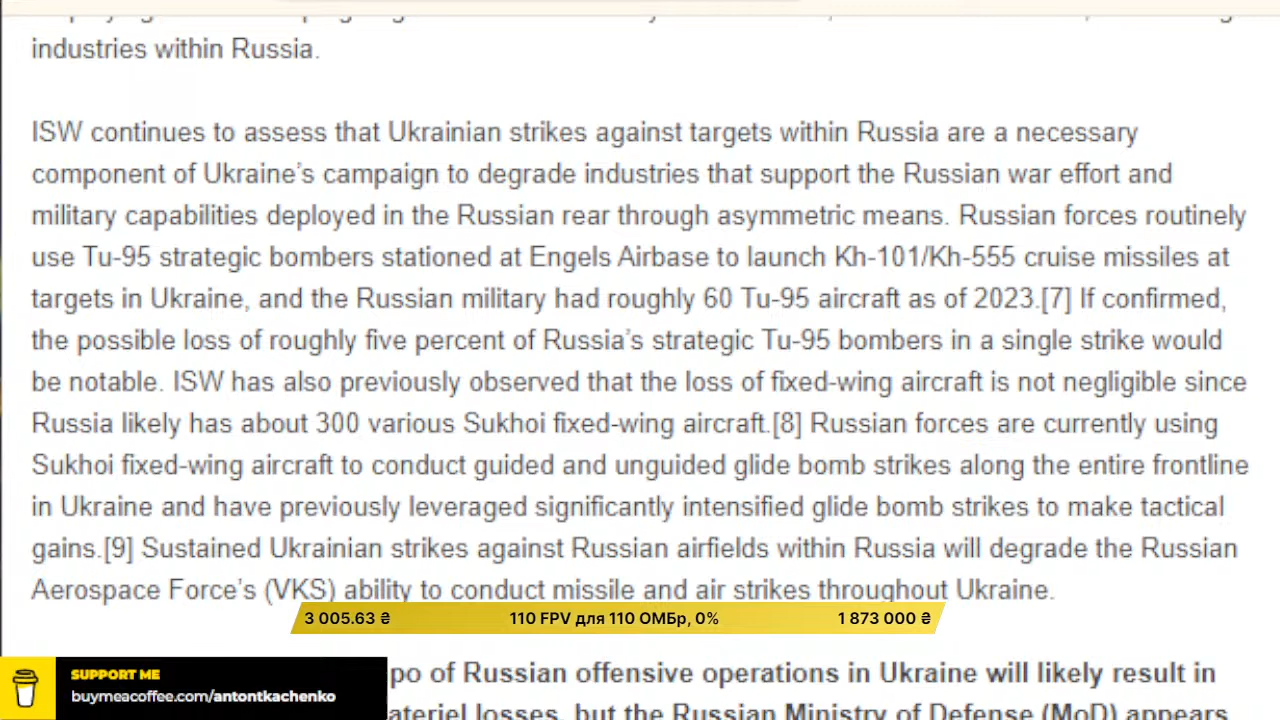 industries within Russia.
ISW continues to assess that Ukrainian strikes against targets within Russia are a necessary
component of Ukraine's campaign to degrade industries that support the Russian war effort and
military capabilities deployed in the Russian rear through asymmetric means. Russian forces routinely
use Tu-95 strategic bombers stationed at Engels Airbase to launch Kh-101/Kh-555 cruise missiles at
targets in Ukraine, and the Russian military had roughly 60 Tu-95 aircraft as of 2023.[7] If confirmed,
the possible loss of roughly five percent of Russia's strategic Tu-95 bombers in a single strike would
be notable. ISW has also previously observed that the loss of fixed-wing aircraft is not negligible since
Russia likely has about 300 various Sukhoi fixed-wing aircraft.[8] Russian forces are currently using
Sukhoi fixed-wing aircraft to conduct guided and unguided glide bomb strikes along the entire frontline
in Ukraine and have previously leveraged significantly intensified glide bomb strikes to make tactical
gains.[9] Sustained Ukrainian strikes against Russian airfields within Russia will degrade the Russian
Aerospace Force's (VKS) ability to conduct missile and air strikes throughout Ukraine.
3 005.63 ₴ 110 FPV для 110 ОМБр, 0% 1 873 000 ₴
po of Russian offensive operations in Ukraine will likely result in
ateriel losses, but the Russian Ministry of Defense (MoD) appears
SUPPORT ME
buymeacoffee.com/antontkachenko